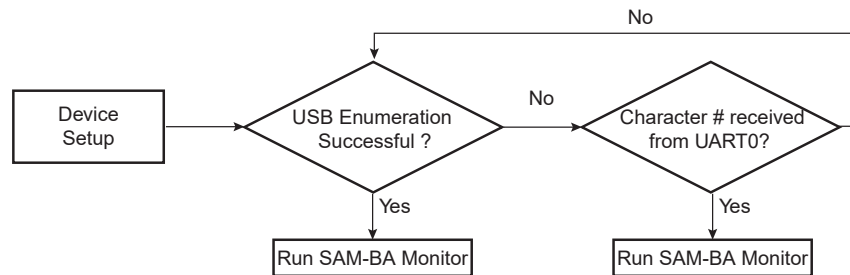 No
Device
Setup
USB Enumeration
Successful ?
No
Character # received
from UART0?
Yes
Yes
Run SAM-BA Monitor
Run SAM-BA Monitor